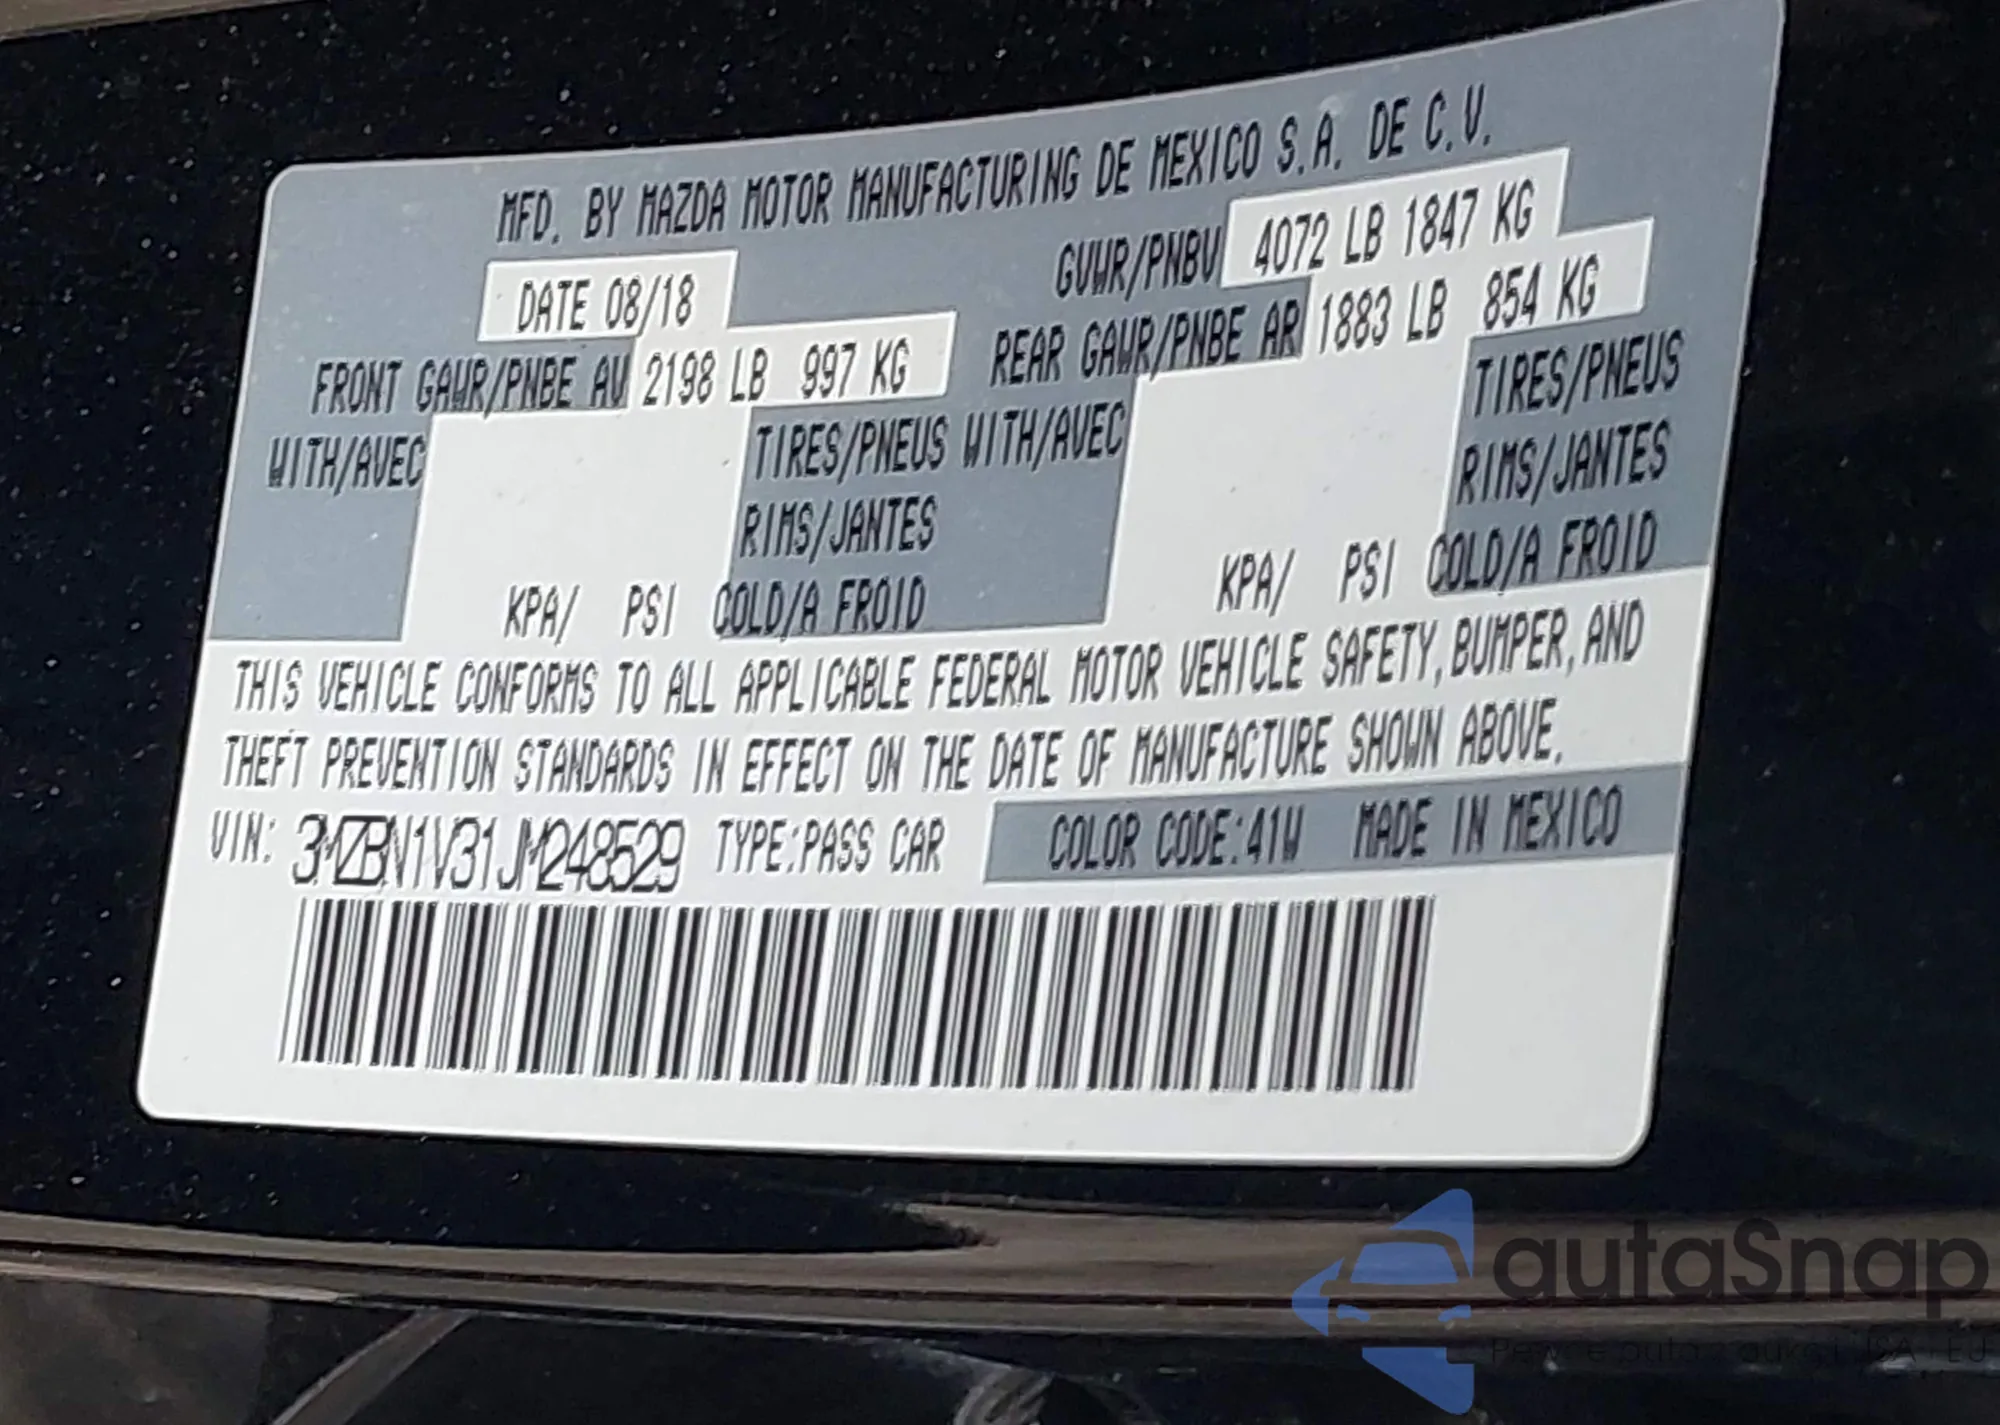 MFD. BY MAZDA MOTOR MANUFACTURING DE MEXICO S.A. DE C.V.
DATE 08/18 GVWR/PNBV 4072 LB 1847 KG
FRONT GAWR/PNBE AV 2198 LB 997 KG REAR GAWR/PNBE AR 1883 LB 854 KG
WITH/AVEC TIRES/PNEUS WITH/AVEC TIRES/PNEUS
RIMS/JANTES RIMS/JANTES
KPA/ PSI COLD/A FROID KPA/ PSI COLD/A FROID
THIS VEHICLE CONFORMS TO ALL APPLICABLE FEDERAL MOTOR VEHICLE SAFETY, BUMPER, AND
THEFT PREVENTION STANDARDS IN EFFECT ON THE DATE OF MANUFACTURE SHOWN ABOVE.
VIN: 3MZBN1V31JM248529 TYPE:PASS CAR COLOR CODE:41W MADE IN MEXICO
autaSnap